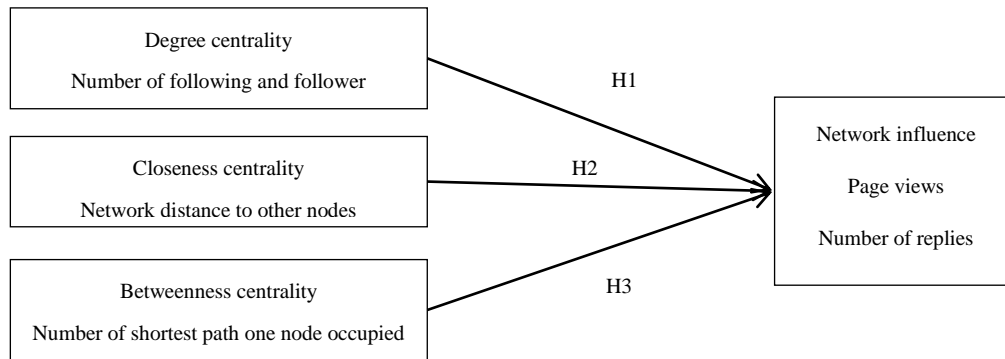 Degree centrality
Number of following and follower
H1
Closeness centrality
Network distance to other nodes
H2
Betweenness centrality
Number of shortest path one node occupied
H3
Network influence
Page views
Number of replies